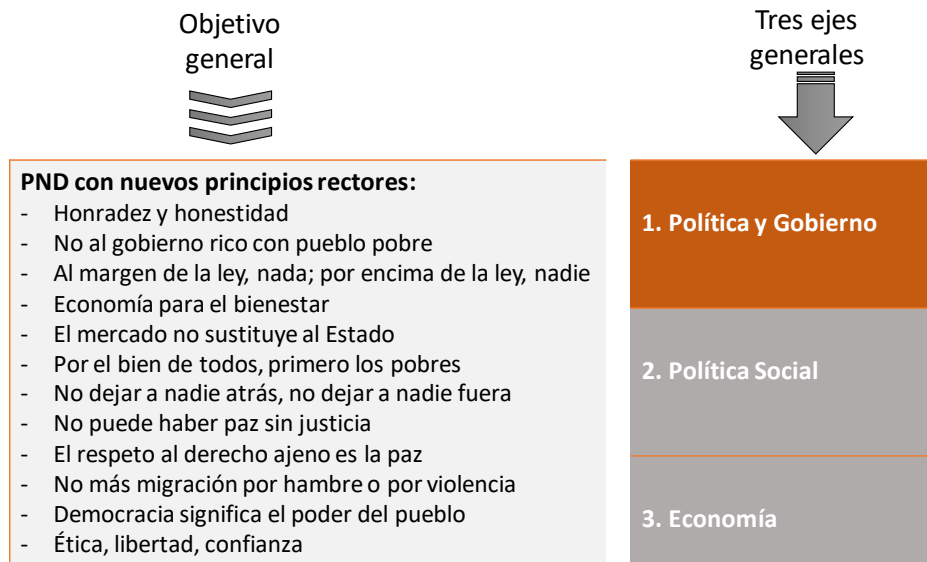 Objetivo
general
Tres ejes
generales
PND con nuevos principios rectores:
- Honradez y honestidad
- No al gobierno rico con pueblo pobre
- Al margen de la ley, nada; por encima de la ley, nadie
- Economía para el bienestar
- El mercado no sustituye al Estado
- Por el bien de todos, primero los pobres
- No dejar a nadie atrás, no dejar a nadie fuera
- No puede haber paz sin justicia
- El respeto al derecho ajeno es la paz
- No más migración por hambre o por violencia
- Democracia significa el poder del pueblo
- Ética, libertad, confianza
1. Política y Gobierno
2. Política Social
3. Economía